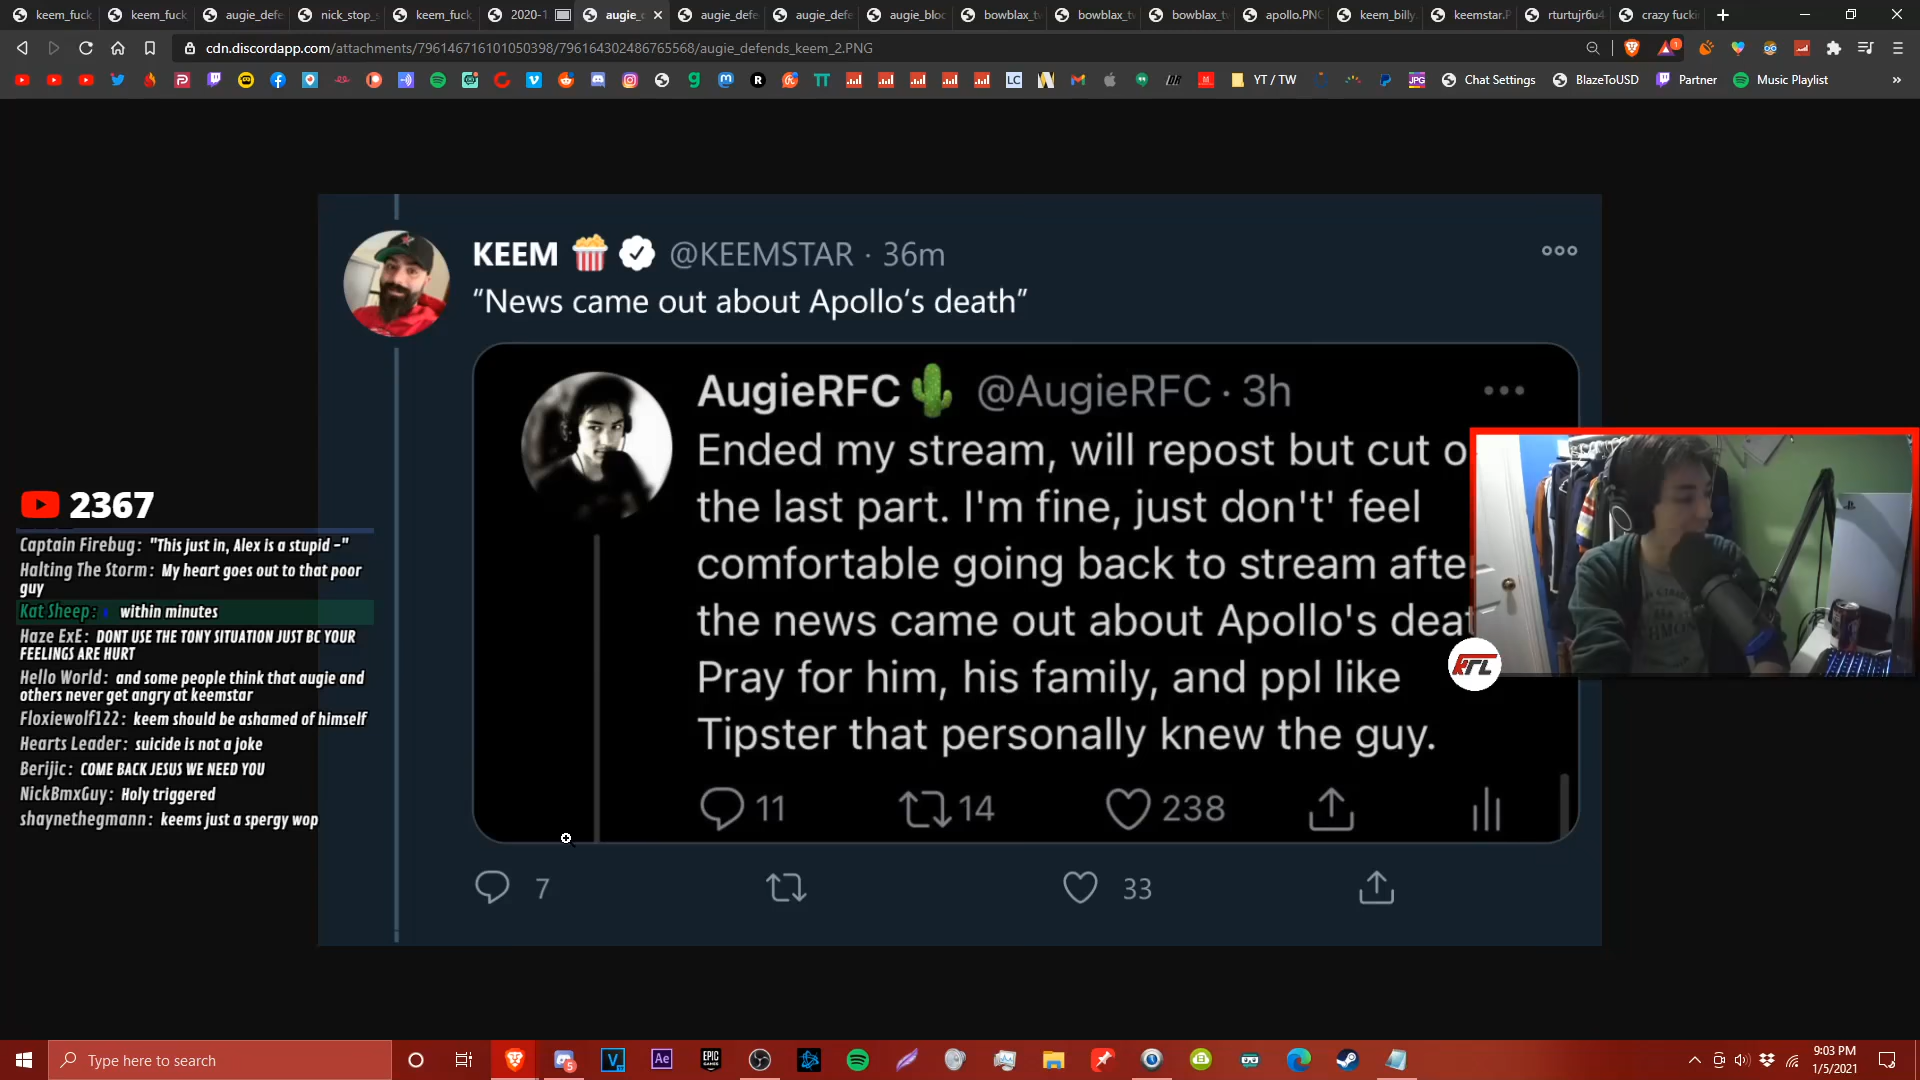 keem_fuck
keem_fuck
augie_defe
nick_stop_s
keem_fuck_
2020-1
augie_d
augie_defe
augie_defe
augie_bloc
bowblax_tw
bowblax_tw
bowblax_tw
apollo.PNG
keem_billy.
keemstar.P
rturtujr6u4
crazy fucki
cdn.discordapp.com/attachments/796146716101050398/796164302486765568/augie_defends_keem_2.PNG
YT / TW
Chat Settings
BlazeToUSD
Partner
Music Playlist
KEEM 🍿 @KEEMSTAR · 36m
“News came out about Apollo’s death”
AugieRFC🌵 @AugieRFC · 3h
Ended my stream, will repost but cut o
the last part. I'm fine, just don't' feel
comfortable going back to stream afte
the news came out about Apollo's deat
Pray for him, his family, and ppl like
Tipster that personally knew the guy.
11 14 238
7 33
2367
Captain Firebug: "This just in, Alex is a stupid -"
Halting The Storm: My heart goes out to that poor
guy
Kat Sheep: within minutes
Haze ExE: DONT USE THE TONY SITUATION JUST BC YOUR
FEELINGS ARE HURT
Hello World: and some people think that augie and
others never get angry at keemstar
Floxiewolf122: keem should be ashamed of himself
Hearts Leader: suicide is not a joke
Berijic: COME BACK JESUS WE NEED YOU
NickBmxGuy: Holy triggered
shaynethegmann: keems just a spergy wop
KTL
Type here to search
9:03 PM
1/5/2021